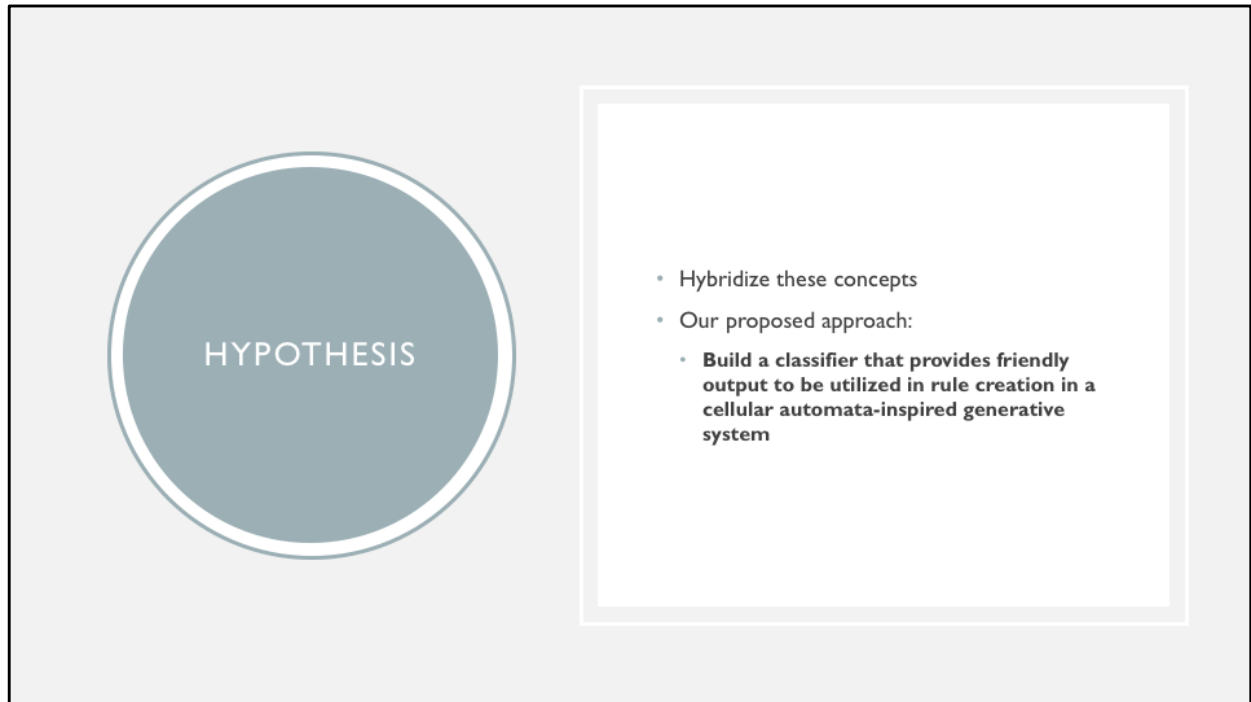 HYPOTHESIS
• Hybridize these concepts
• Our proposed approach:
• Build a classifier that provides friendly
output to be utilized in rule creation in a
cellular automata-inspired generative
system